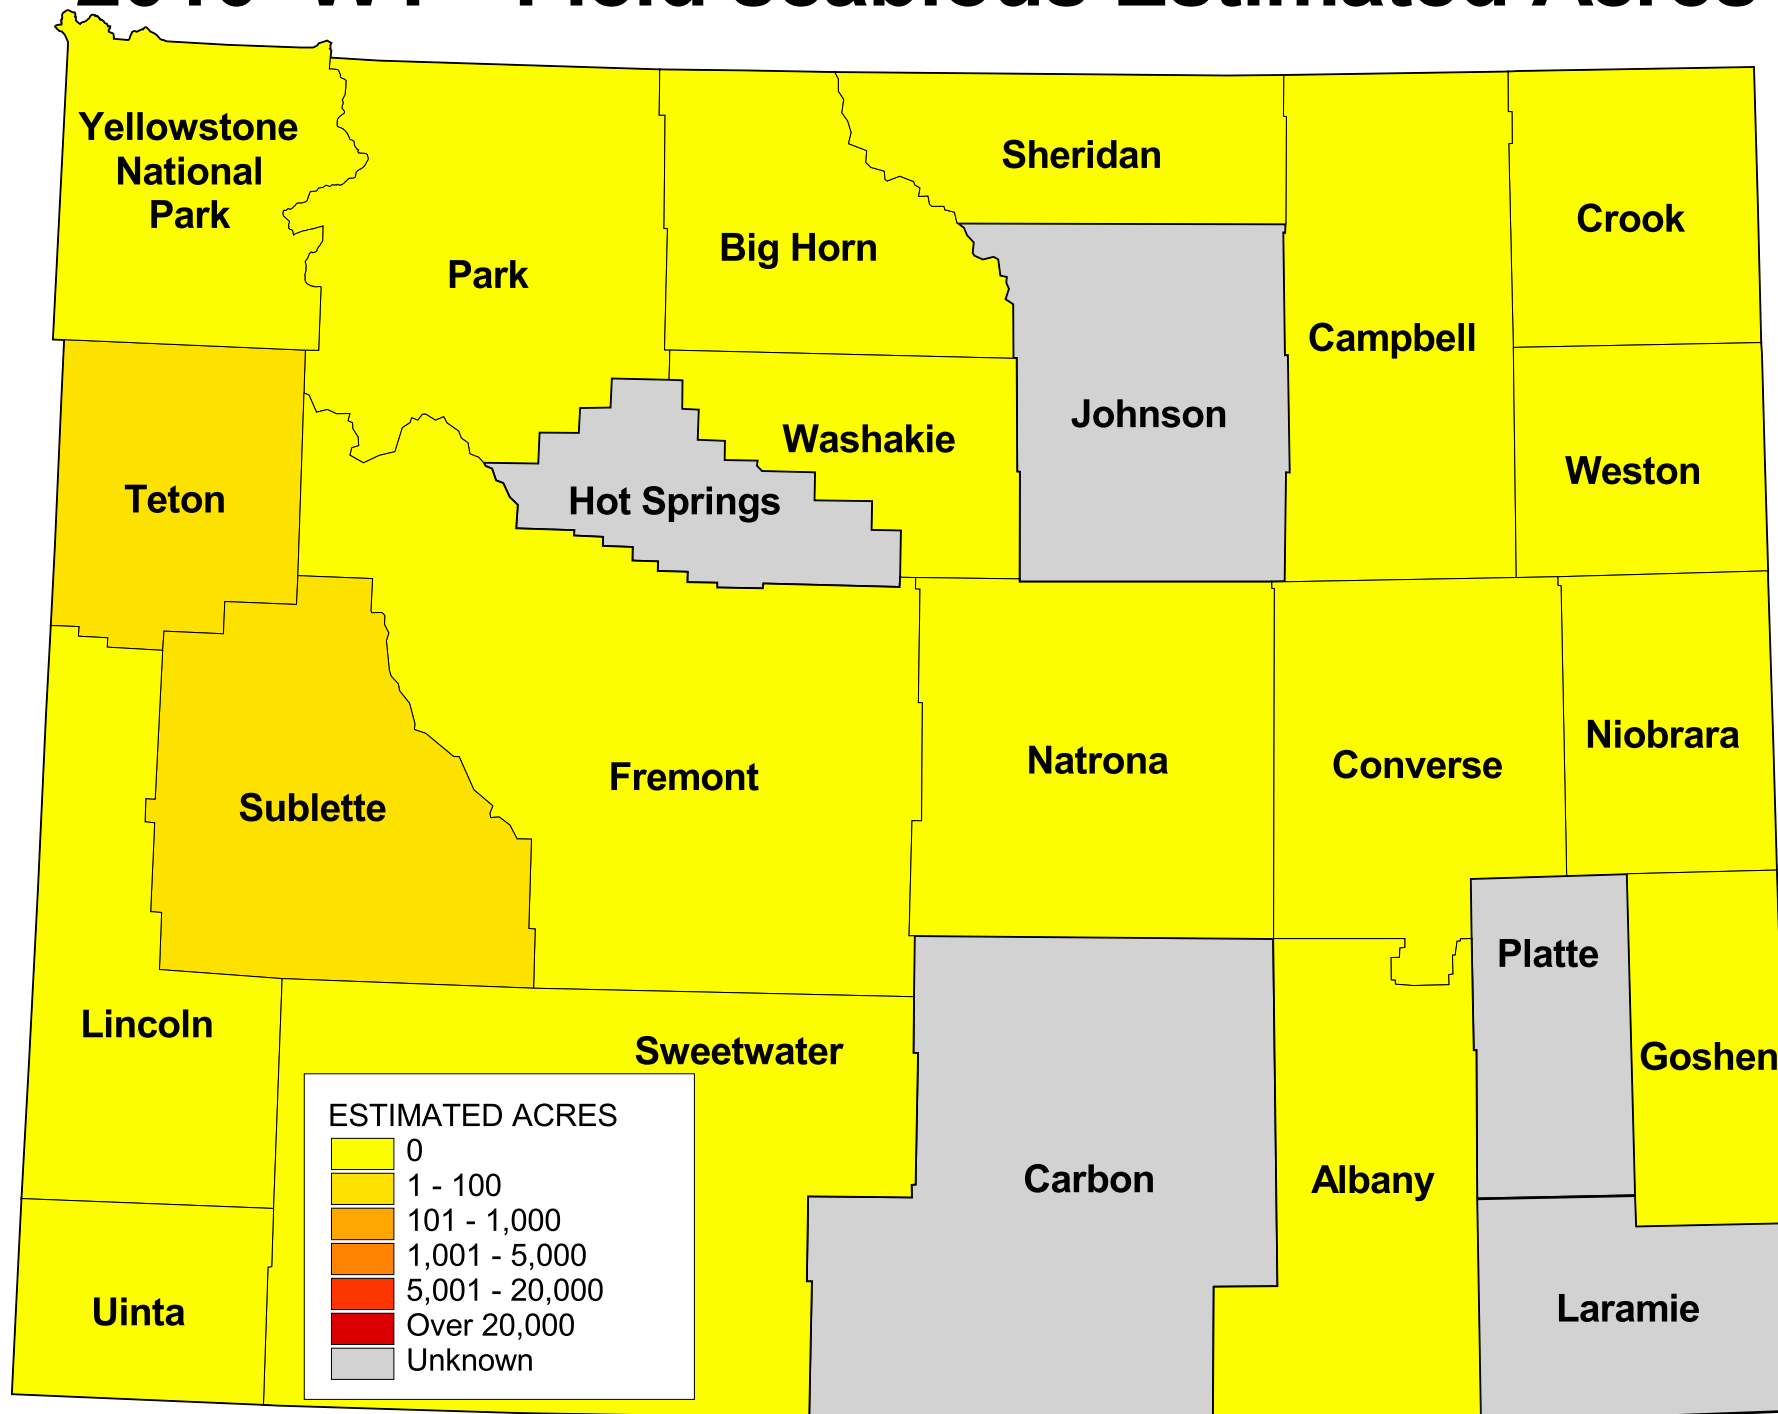 Yellowstone
National
Park
Park
Big Horn
Sheridan
Crook
Campbell
Johnson
Washakie
Weston
Teton
Hot Springs
Niobrara
Natrona
Converse
Fremont
Sublette
Platte
Lincoln
Sweetwater
Goshen
Carbon
Albany
Laramie
Uinta
ESTIMATED ACRES
0
1 - 100
101 - 1,000
1,001 - 5,000
5,001 - 20,000
Over 20,000
Unknown